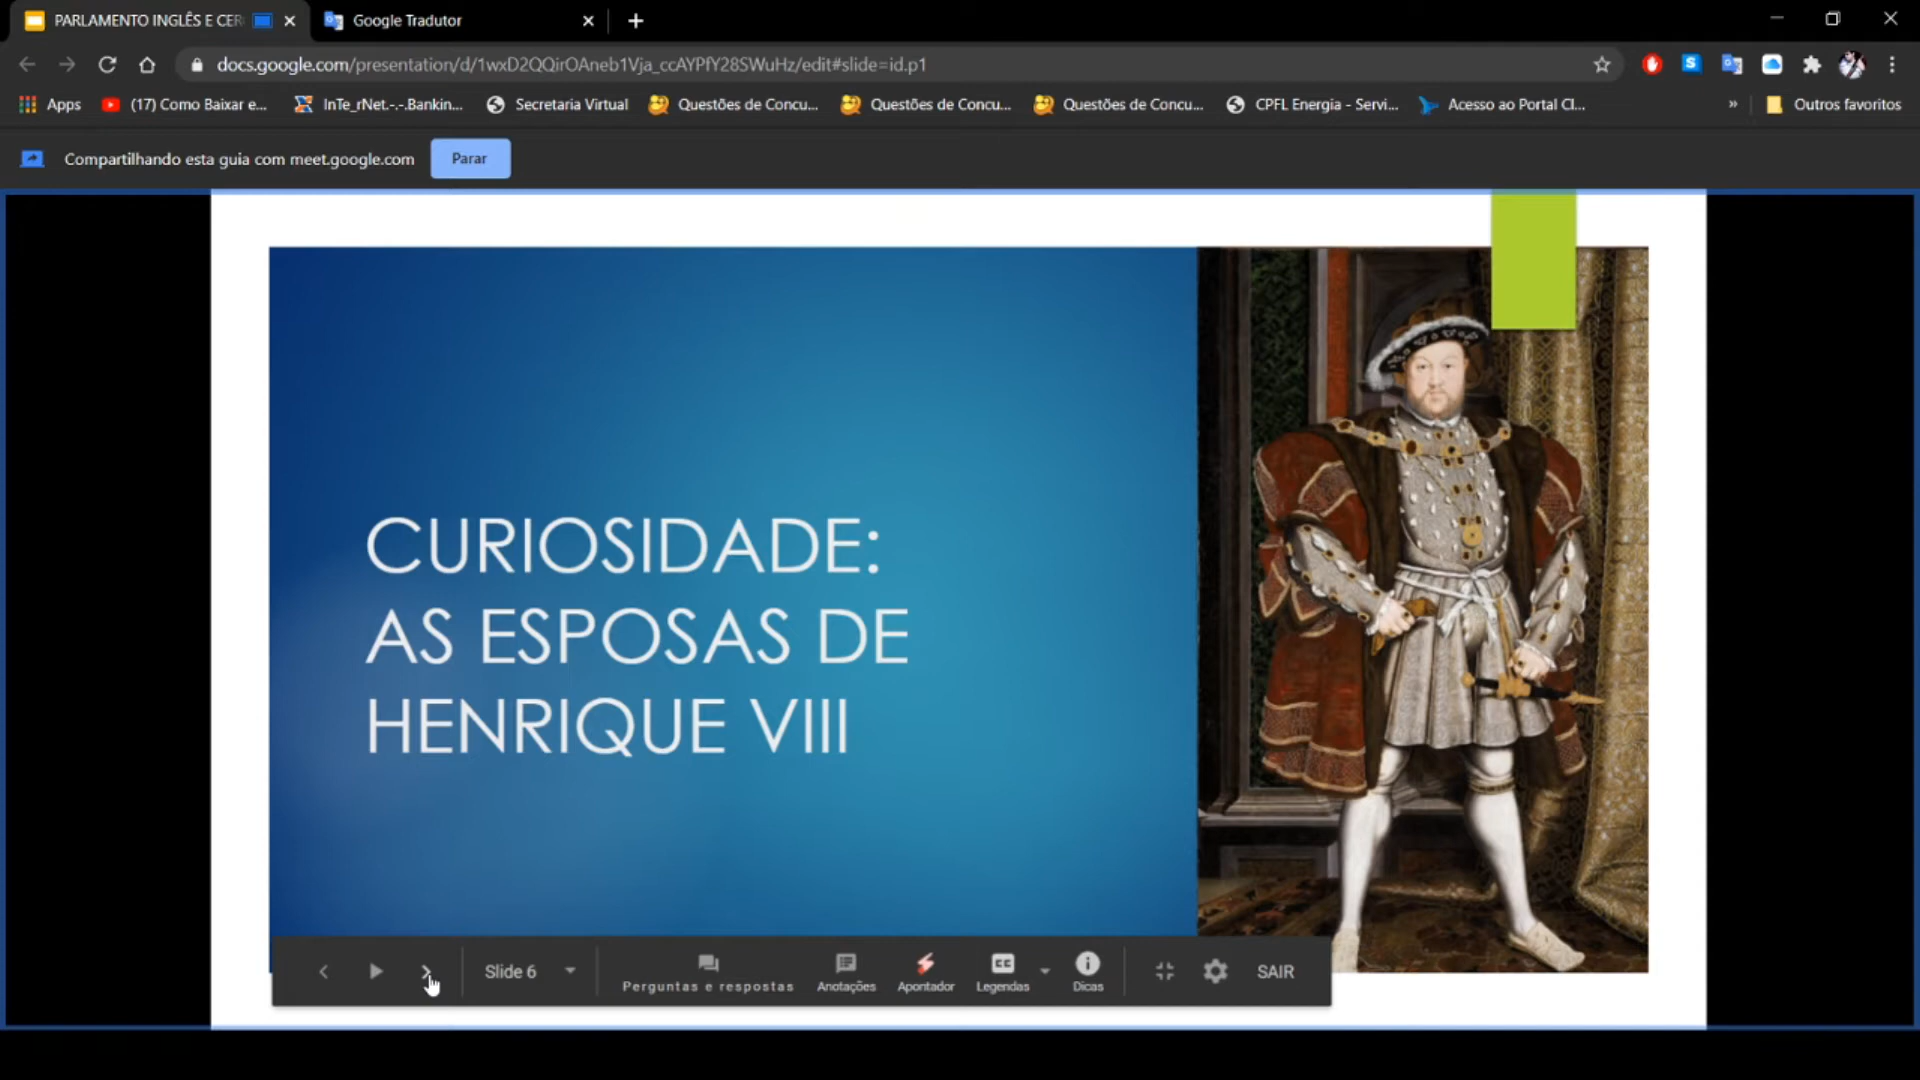 PARLAMENTO INGLÊS E CER
Google Tradutor
docs.google.com/presentation/d/1wxD2QQirOAneb1Vja_ccAYPfY28SWuHz/edit#slide=id.p1
Apps
(17) Como Baixar e...
InTe_rNet.-.-.Bankin...
Secretaria Virtual
Questões de Concu...
Questões de Concu...
Questões de Concu...
CPFL Energia - Servi...
Acesso ao Portal Cl...
»
Outros favoritos
Compartilhando esta guia com meet.google.com
Parar
CURIOSIDADE:
AS ESPOSAS DE
HENRIQUE VIII
Slide 6
Perguntas e respostas
Anotações
Apontador
CC
Legendas
Dicas
SAIR